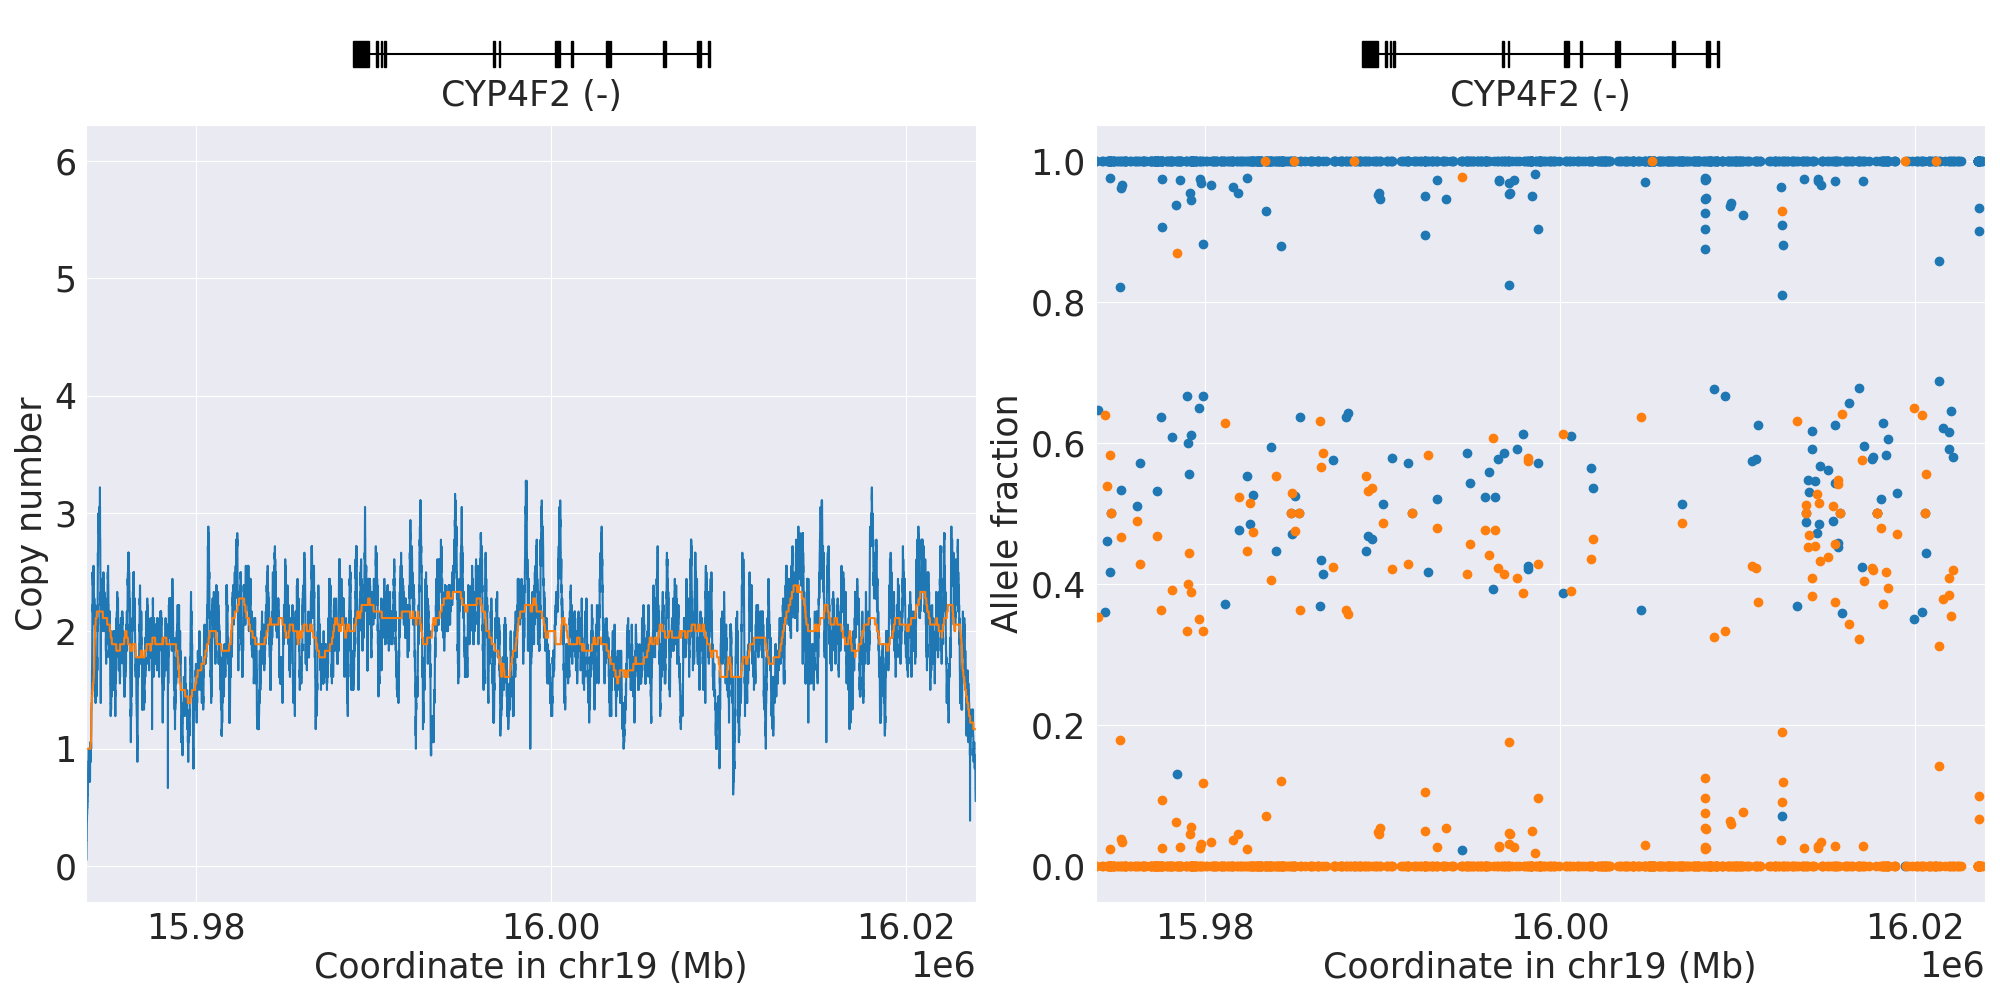 CYP4F2 (-)
Copy number
6
5
4
3
2
1
0
15.98
16.00
16.02
Coordinate in chr19 (Mb)
1e6
CYP4F2 (-)
Allele fraction
1.0
0.8
0.6
0.4
0.2
0.0
15.98
16.00
16.02
Coordinate in chr19 (Mb)
1e6